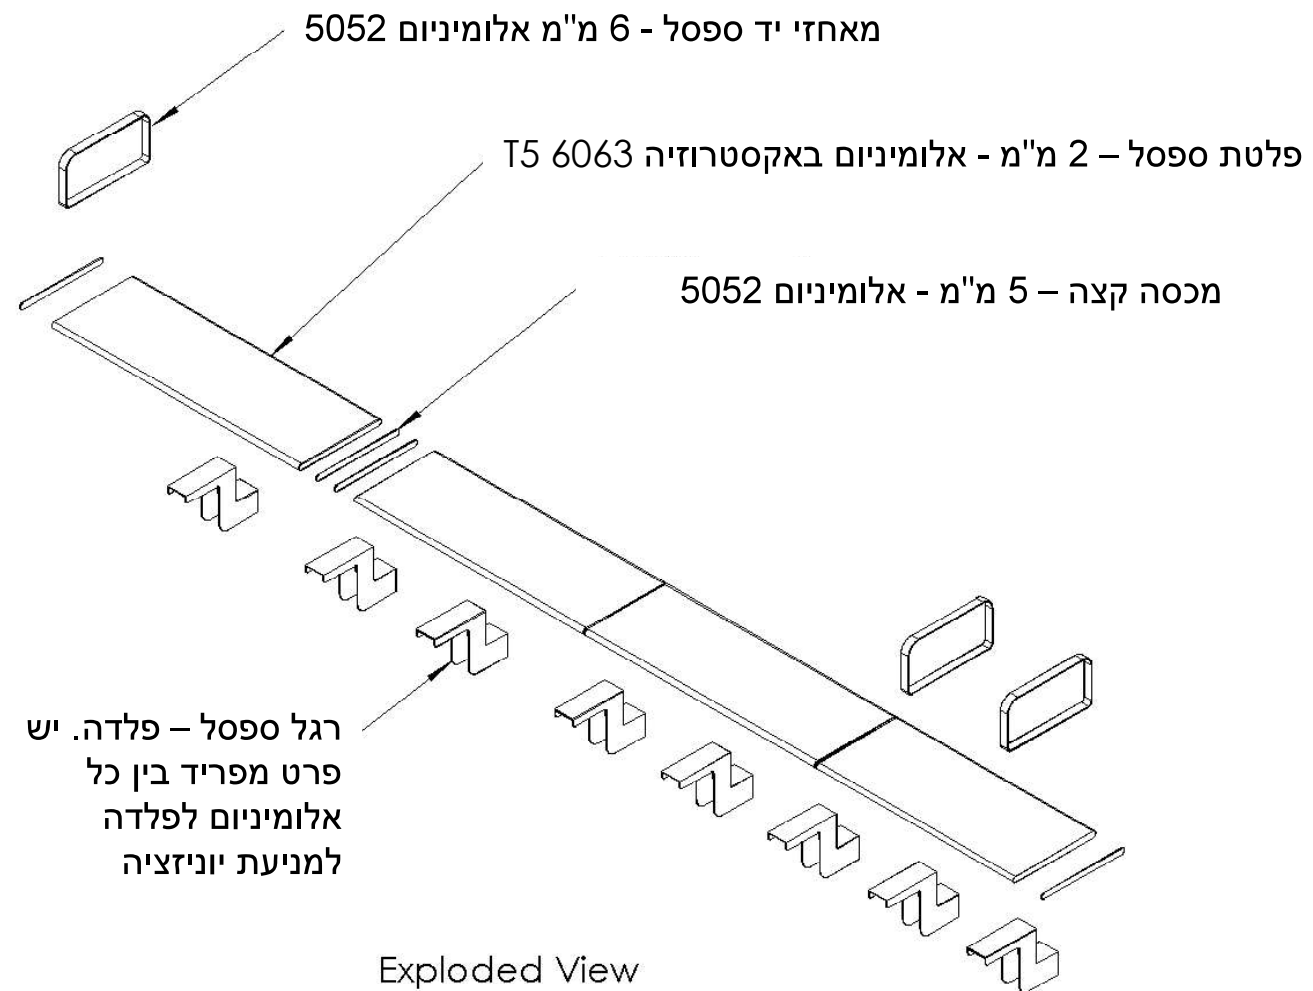 מאחזי יד ספסל - 6 מ"מ אלומיניום 5052
פלטת ספסל – 2 מ"מ - אלומיניום באקסטרוזיה 6063 T5
מכסה קצה – 5 מ"מ - אלומיניום 5052
רגל ספסל – פלדה. יש
פרט מפריד בין כל
אלומיניום לפלדה
למניעת יוניזציה
Exploded View